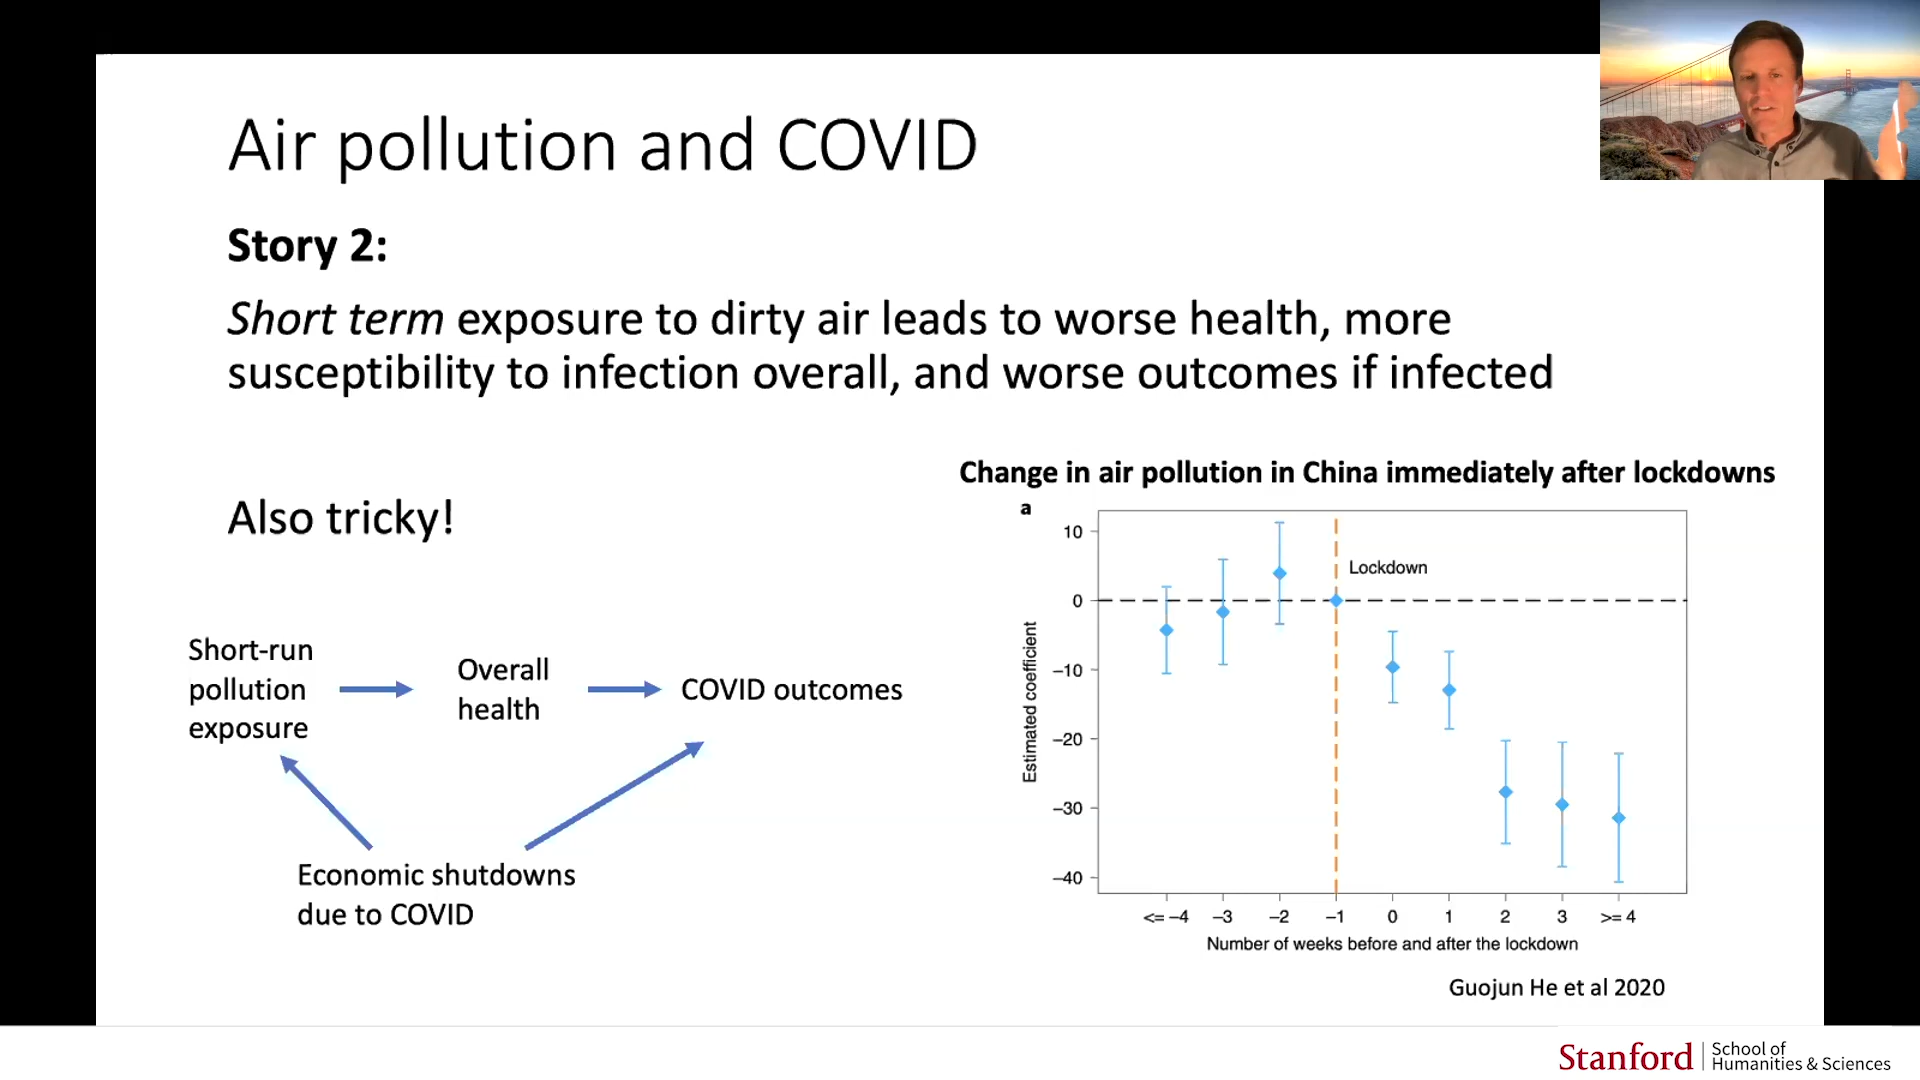 Air pollution and COVID
Story 2:
Short term exposure to dirty air leads to worse health, more
susceptibility to infection overall, and worse outcomes if infected
Also tricky!
Short-run
pollution
exposure
Overall
health
COVID outcomes
Economic shutdowns
due to COVID
Change in air pollution in China immediately after lockdowns
a
Lockdown
Estimated coefficient
10
0
–10
–20
–30
–40
<= –4 –3 –2 –1 0 1 2 3 >= 4
Number of weeks before and after the lockdown
Guojun He et al 2020
Stanford
School of
Humanities & Sciences